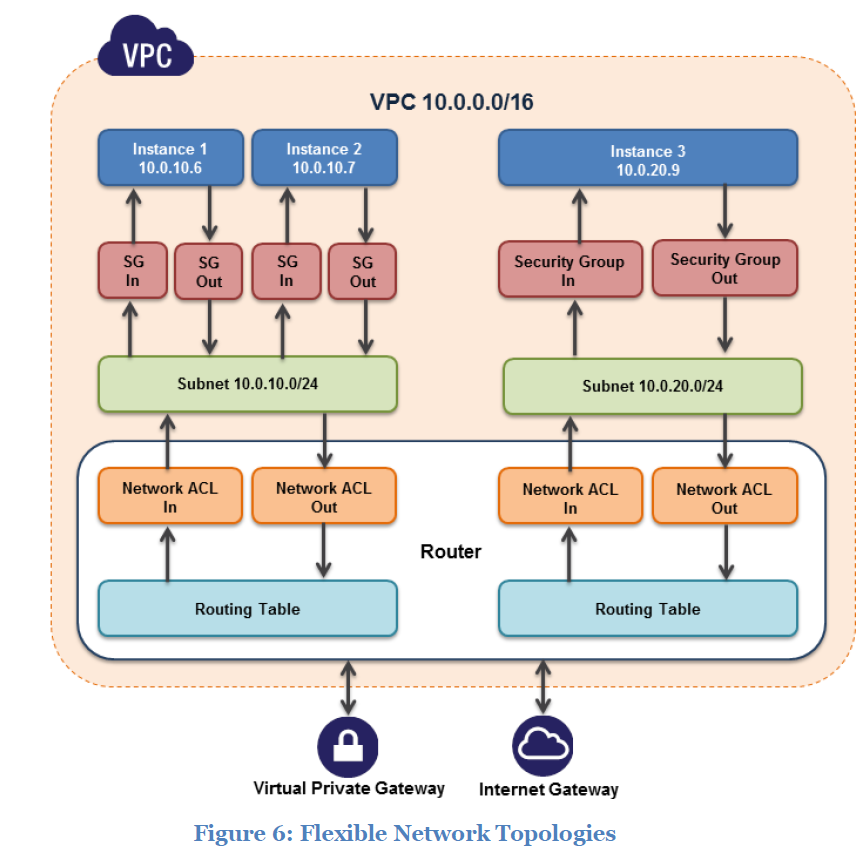 VPC
VPC 10.0.0.0/16
Instance 1
10.0.10.6
Instance 2
10.0.10.7
Instance 3
10.0.20.9
SG
In
SG
Out
SG
In
SG
Out
Security Group
In
Security Group
Out
Subnet 10.0.10.0/24
Subnet 10.0.20.0/24
Network ACL
In
Network ACL
Out
Network ACL
In
Network ACL
Out
Router
Routing Table
Routing Table
Virtual Private Gateway
Internet Gateway
Figure 6: Flexible Network Topologies